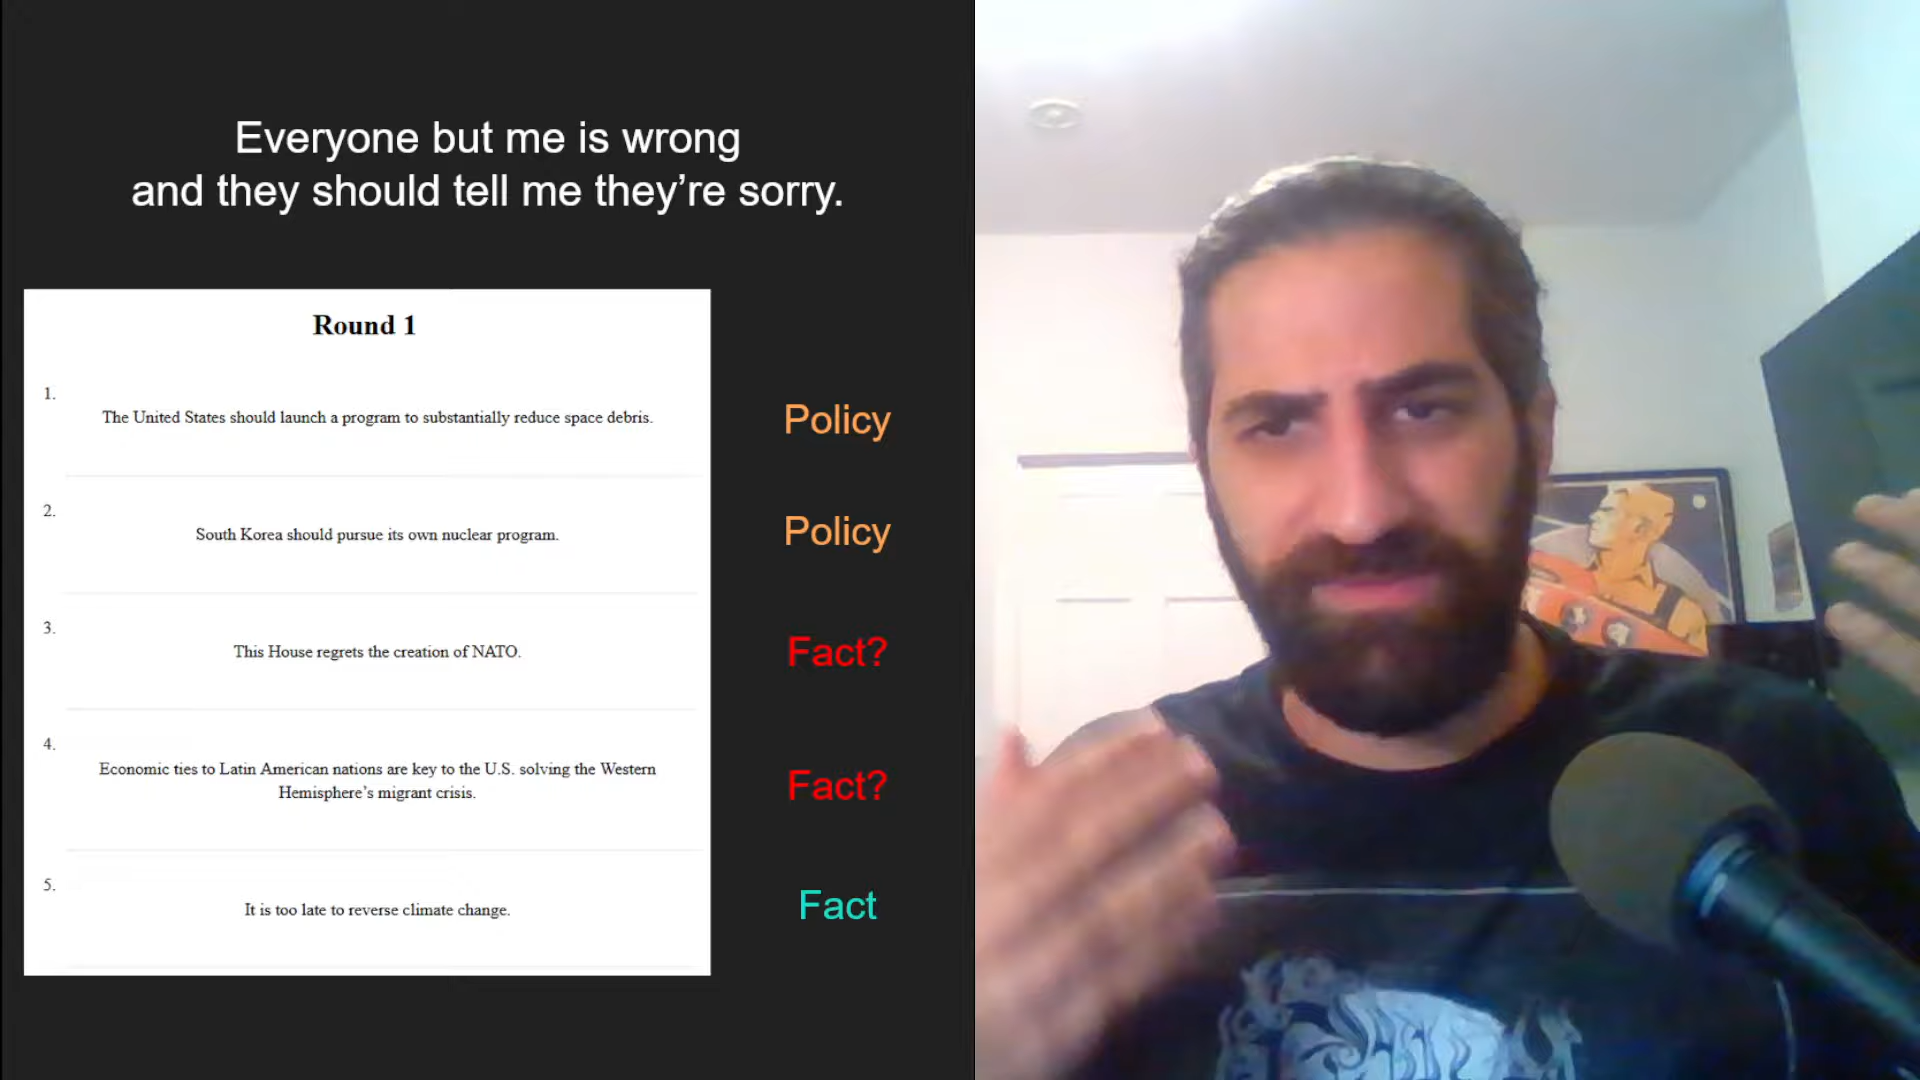 Everyone but me is wrong
and they should tell me they're sorry.
Round 1
1.
The United States should launch a program to substantially reduce space debris.
Policy
2.
South Korea should pursue its own nuclear program.
Policy
3.
This House regrets the creation of NATO.
Fact?
4.
Economic ties to Latin American nations are key to the U.S. solving the Western
Hemisphere's migrant crisis.
Fact?
5.
It is too late to reverse climate change.
Fact